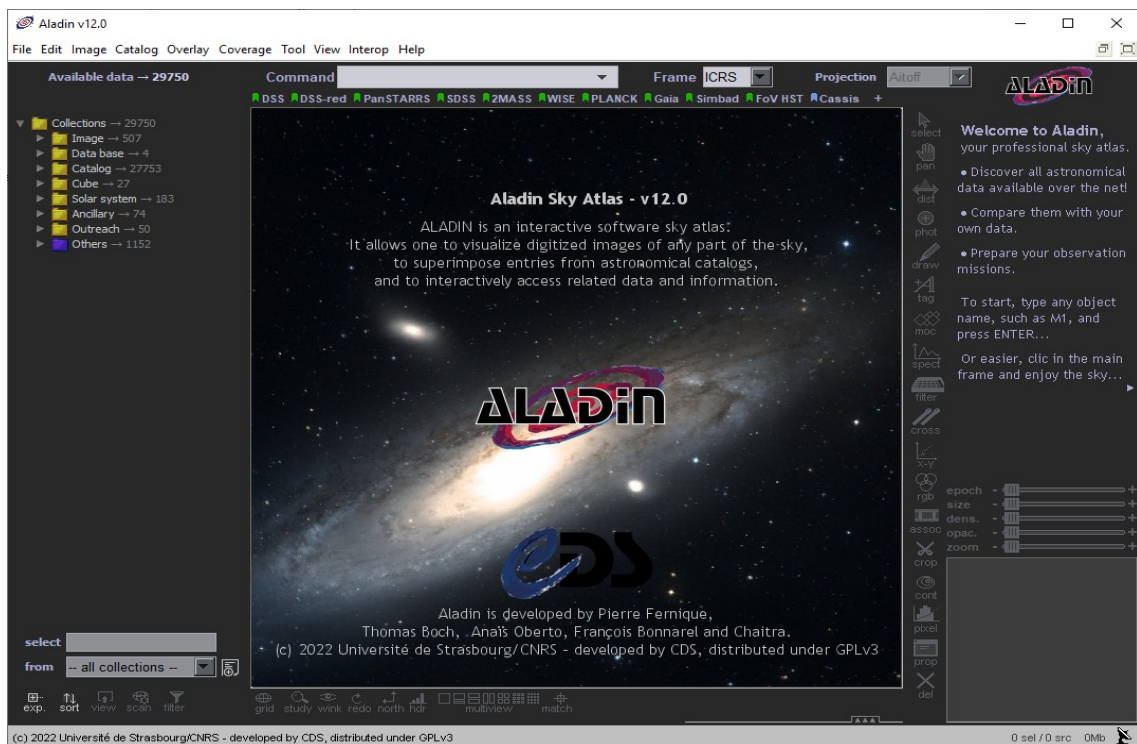 Aladin v12.0
File Edit Image Catalog Overlay Coverage Tool View Interop Help
Available data → 29750
Command
Frame ICRS
Projection Aitoff
DSS DSS-red PanSTARRS SDSS 2MASS WISE PLANCK Gaia Simbad FoV HST Cassis +
ALADiN
Collections → 29750
Image → 507
Data base → 4
Catalog → 27753
Cube → 27
Solar system → 183
Ancillary → 74
Outreach → 50
Others → 1152
Aladin Sky Atlas - v12.0
ALADIN is an interactive software sky atlas:
It allows one to visualize digitized images of any part of the sky,
to superimpose entries from astronomical catalogs,
and to interactively access related data and information.
ALADiN
CDS
Aladin is developed by Pierre Fernique,
Thomas Boch, Anaïs Oberto, François Bonnarel and Chaitra.
(c) 2022 Université de Strasbourg/CNRS - developed by CDS, distributed under GPLv3
select
pan
dist
phot
draw
tag
moc
spect
filter
cross
x-y
rgb
assoc
crop
cont
pixel
prop
del
Welcome to Aladin,
your professional sky atlas.
• Discover all astronomical
data available over the net!
• Compare them with your
own data.
• Prepare your observation
missions.
To start, type any object
name, such as M1, and
press ENTER...
Or easier, clic in the main
frame and enjoy the sky...
epoch - +
size - +
dens. - +
opac. - +
zoom - +
select
from -- all collections --
exp. sort view scan filter
grid study wink redo north hdr multiview match
(c) 2022 Université de Strasbourg/CNRS - developed by CDS, distributed under GPLv3
0 sel / 0 src 0Mb